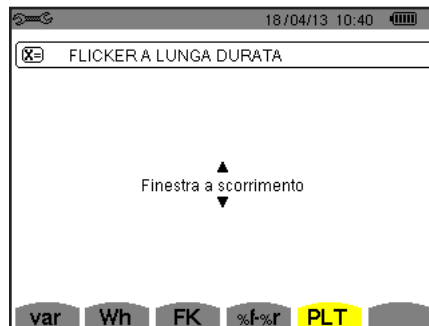 18/04/13 10:40
X= FLICKER A LUNGA DURATA
Finestra a scorrimento
var Wh FK %f-%r PLT